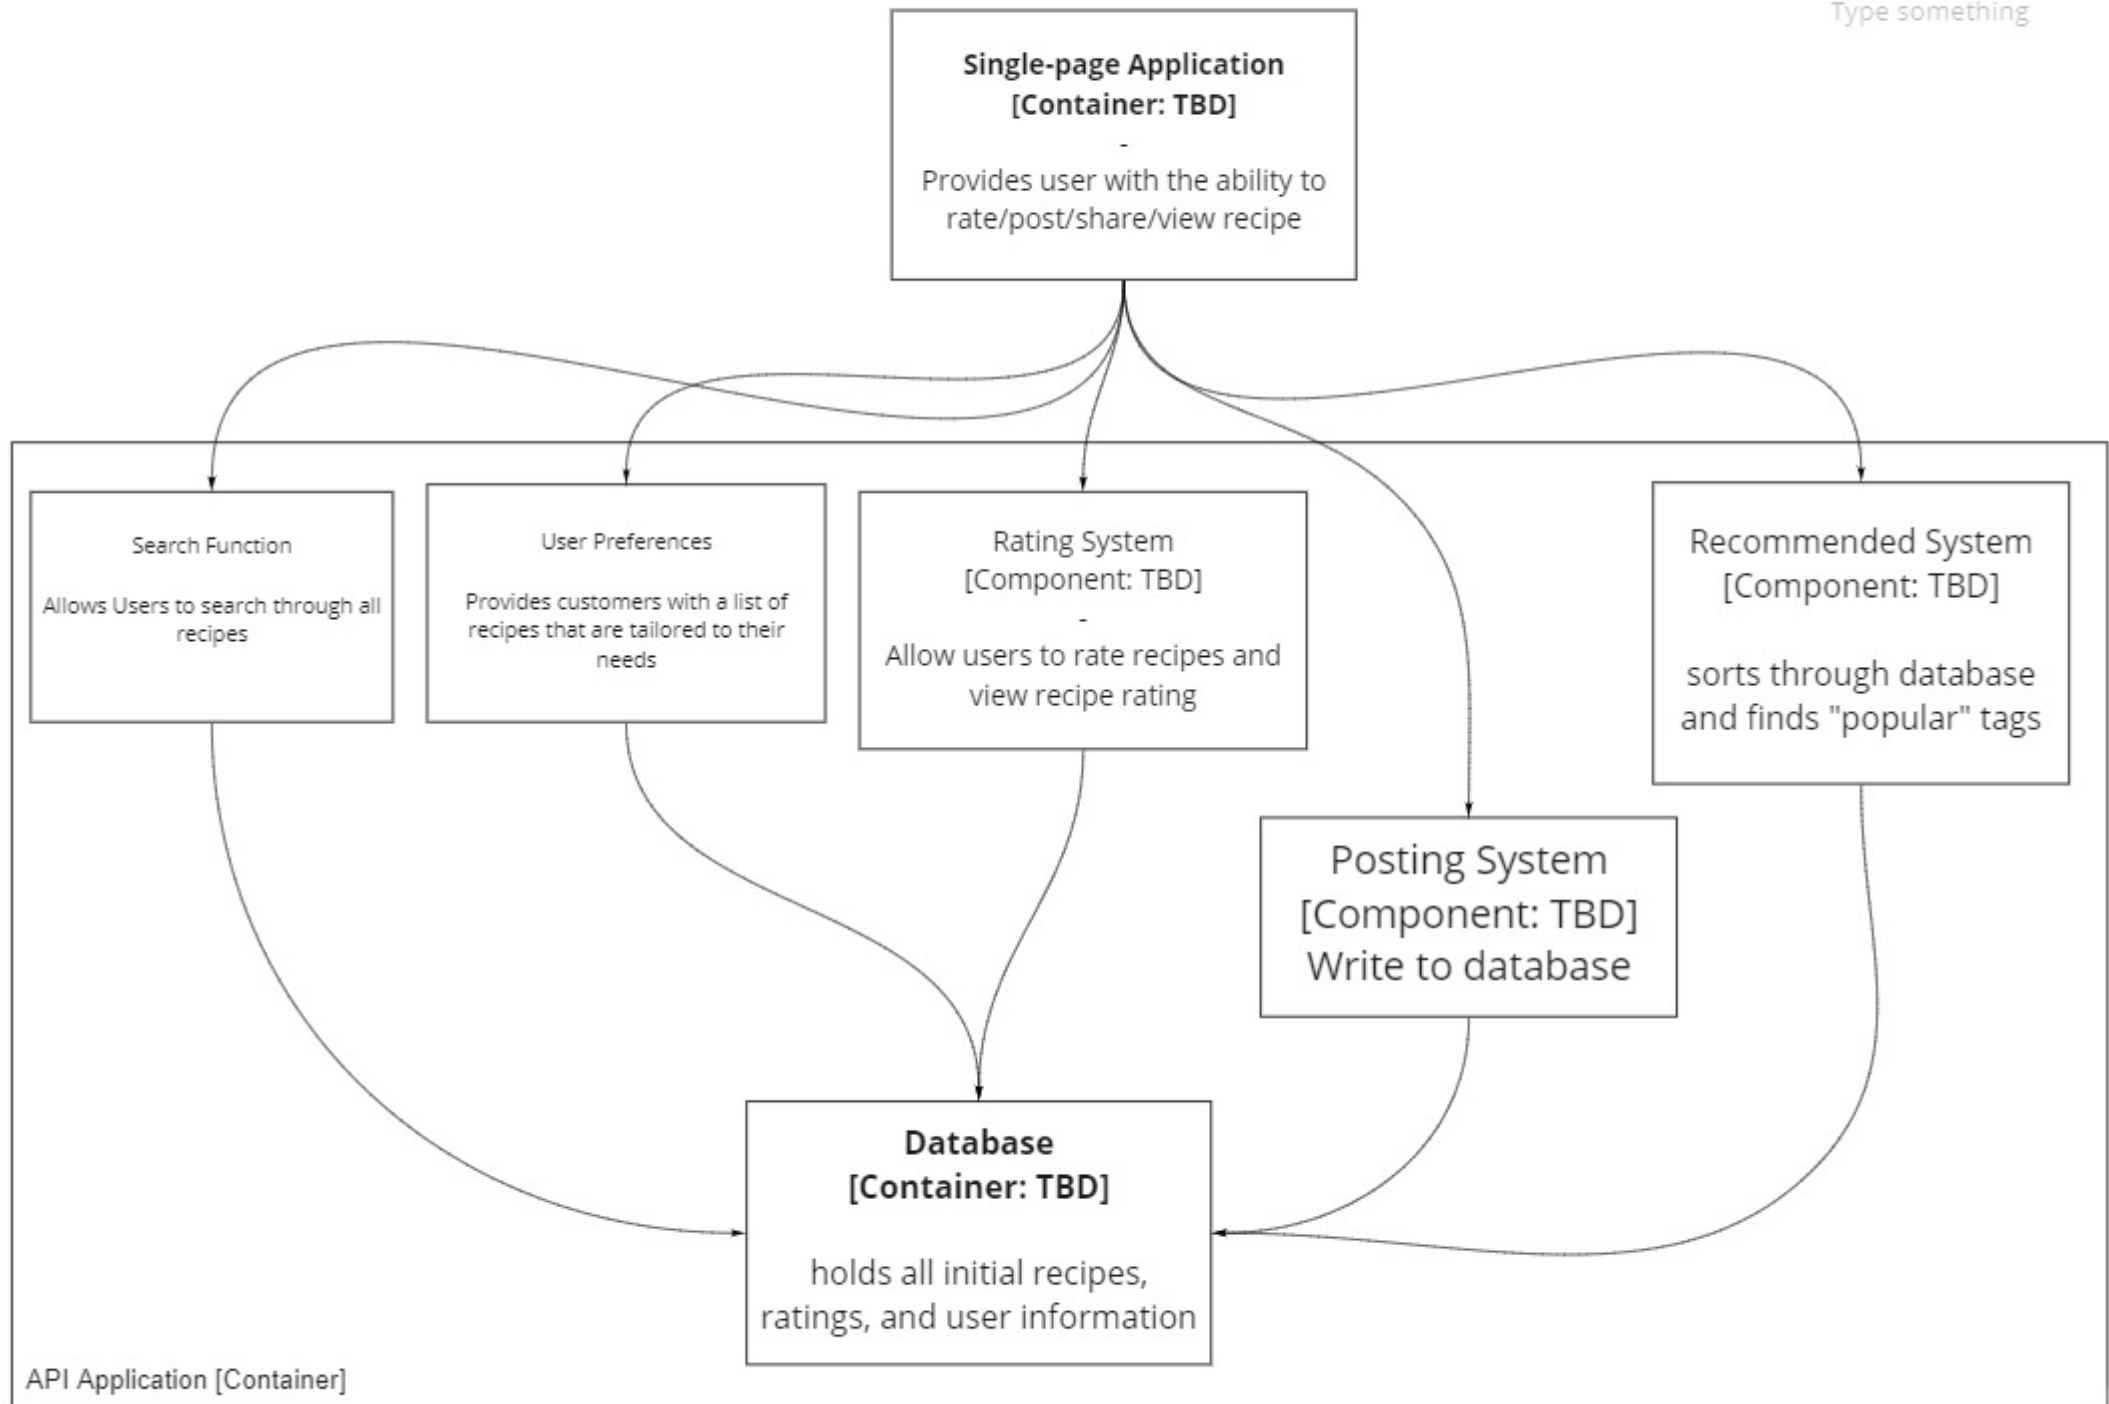 Type something
Single-page Application
[Container: TBD]
-
Provides user with the ability to
rate/post/share/view recipe
Search Function
Allows Users to search through all
recipes
User Preferences
Provides customers with a list of
recipes that are tailored to their
needs
Rating System
[Component: TBD]
-
Allow users to rate recipes and
view recipe rating
Recommended System
[Component: TBD]
sorts through database
and finds "popular" tags
Posting System
[Component: TBD]
Write to database
Database
[Container: TBD]
holds all initial recipes,
ratings, and user information
API Application [Container]